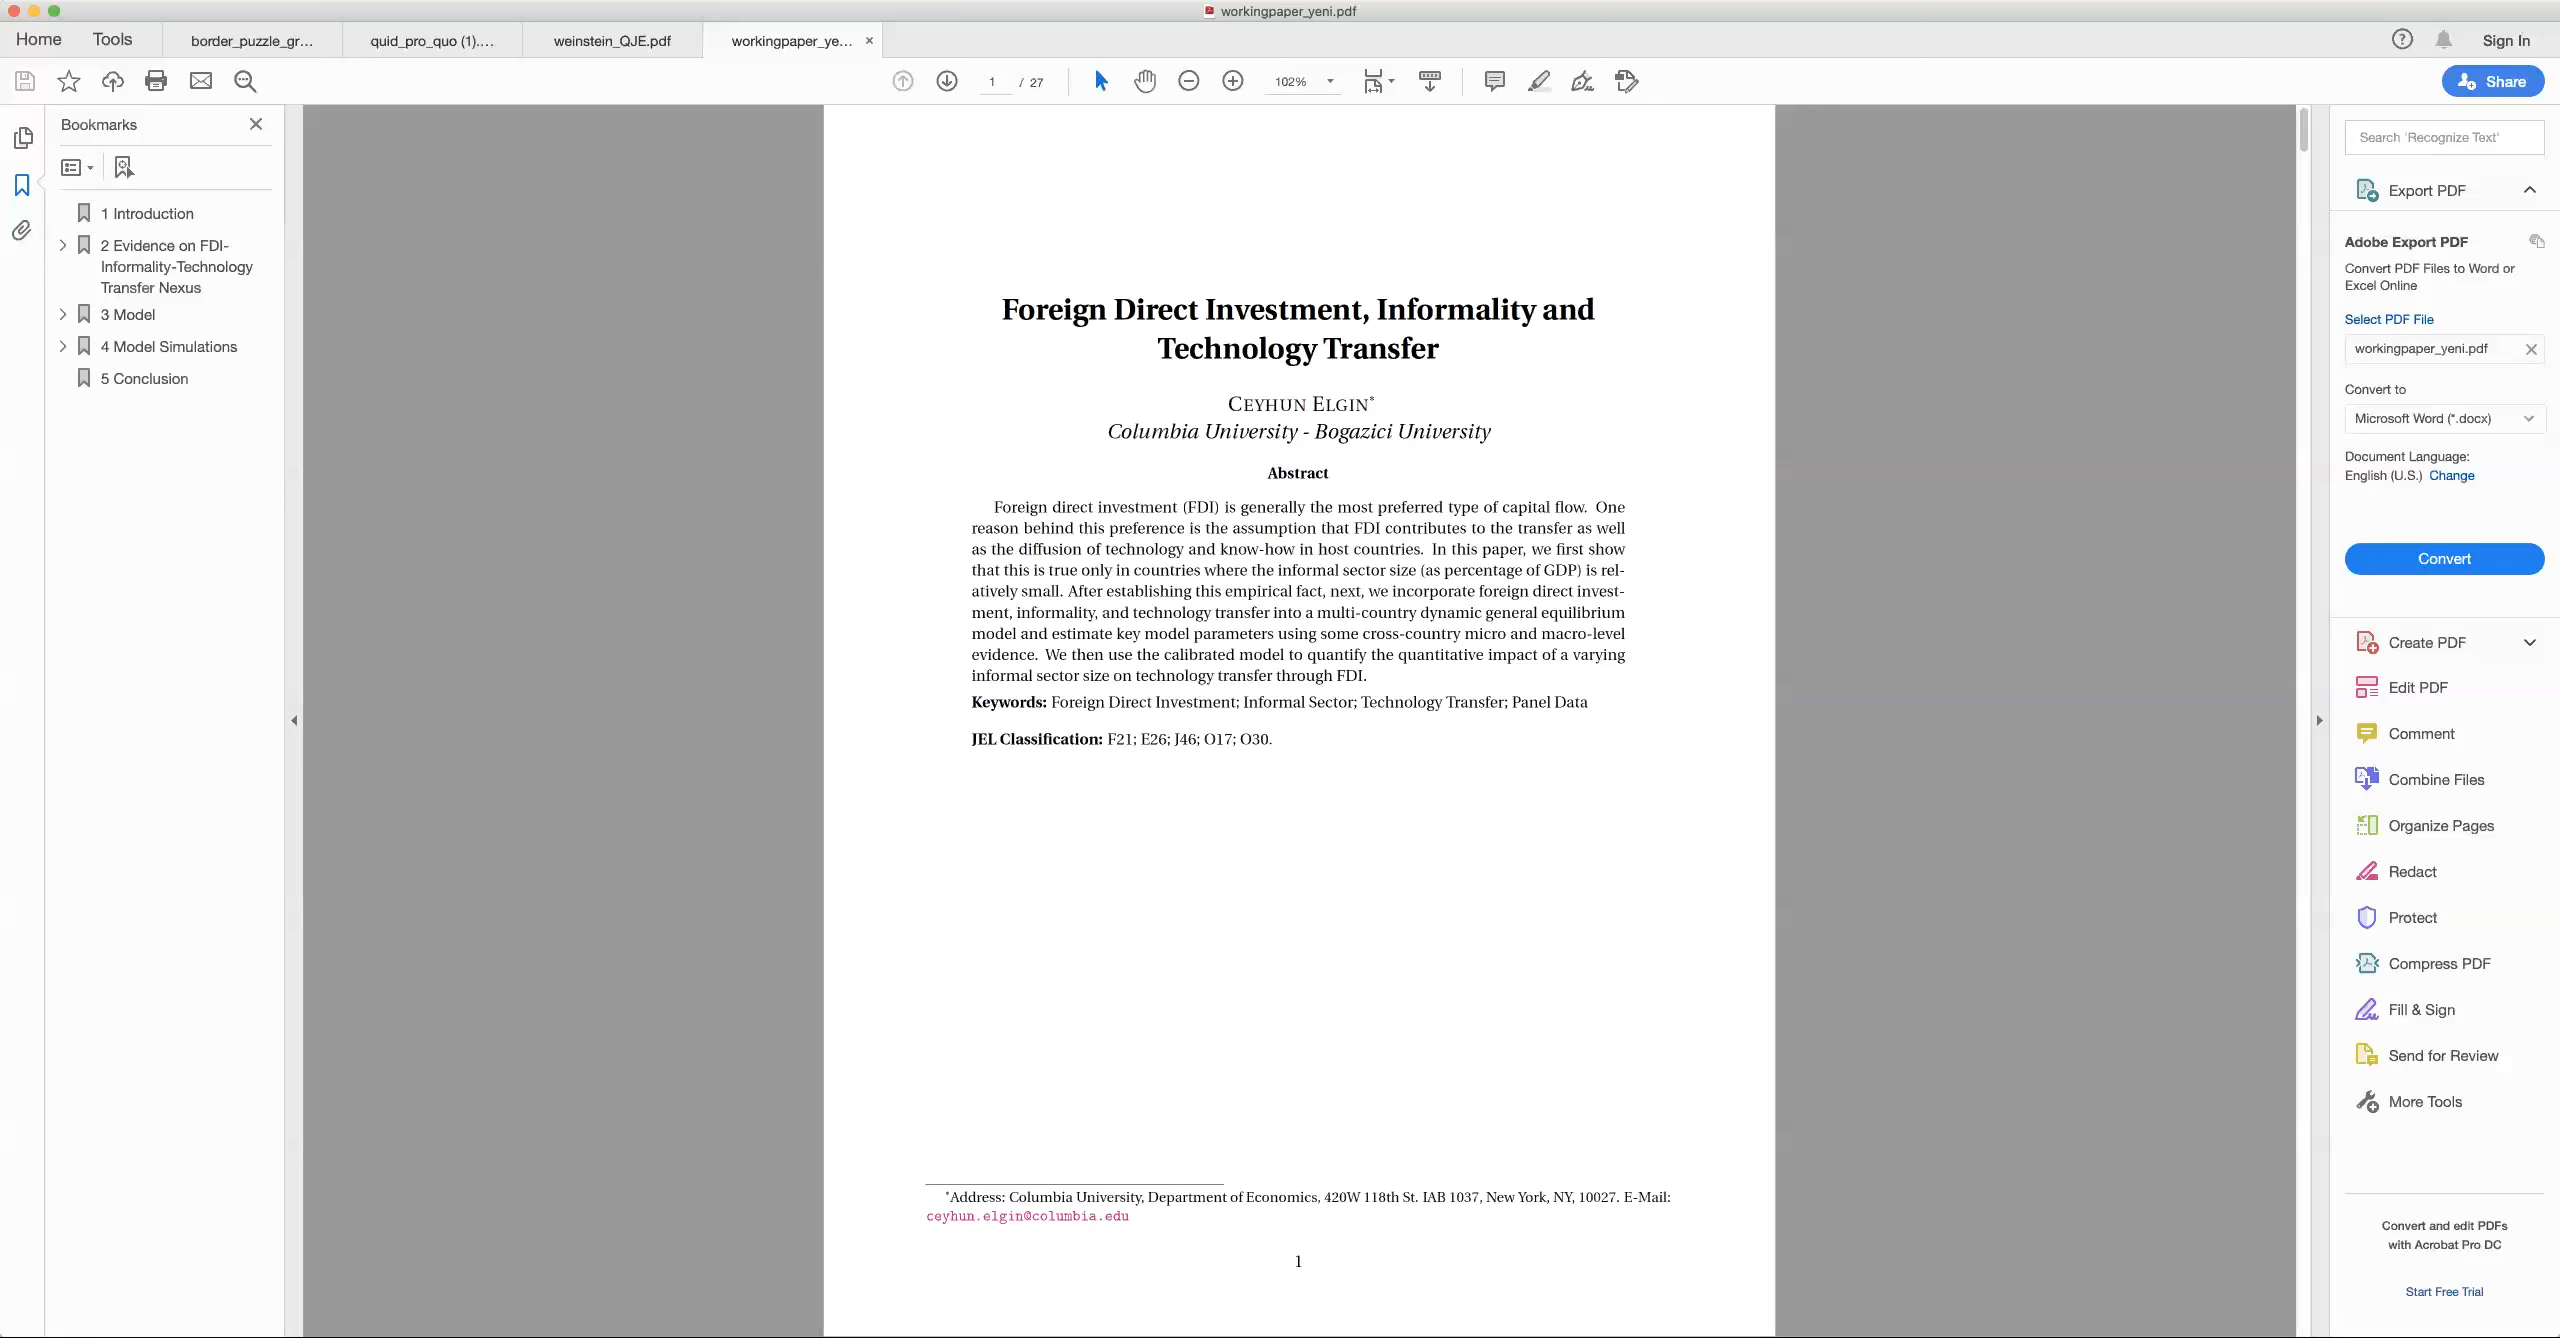 workingpaper_yeni.pdf
Home
Tools
border_puzzle_gr...
quid_pro_quo (1)....
weinstein_QJE.pdf
workingpaper_ye...
Sign In
1 / 27
102%
Share
Bookmarks
1 Introduction
2 Evidence on FDI-
Informality-Technology
Transfer Nexus
3 Model
4 Model Simulations
5 Conclusion
Foreign Direct Investment, Informality and
Technology Transfer
CEYHUN ELGIN*
Columbia University - Bogazici University
Abstract
Foreign direct investment (FDI) is generally the most preferred type of capital flow. One
reason behind this preference is the assumption that FDI contributes to the transfer as well
as the diffusion of technology and know-how in host countries. In this paper, we first show
that this is true only in countries where the informal sector size (as percentage of GDP) is rel-
atively small. After establishing this empirical fact, next, we incorporate foreign direct invest-
ment, informality, and technology transfer into a multi-country dynamic general equilibrium
model and estimate key model parameters using some cross-country micro and macro-level
evidence. We then use the calibrated model to quantify the quantitative impact of a varying
informal sector size on technology transfer through FDI.
Keywords: Foreign Direct Investment; Informal Sector; Technology Transfer; Panel Data
JEL Classification: F21; E26; J46; O17; O30.
*Address: Columbia University, Department of Economics, 420W 118th St. IAB 1037, New York, NY, 10027. E-Mail:
ceyhun.elgin@columbia.edu
1
Search 'Recognize Text'
Export PDF
Adobe Export PDF
Convert PDF Files to Word or
Excel Online
Select PDF File
workingpaper_yeni.pdf
Convert to
Microsoft Word (*.docx)
Document Language:
English (U.S.) Change
Convert
Create PDF
Edit PDF
Comment
Combine Files
Organize Pages
Redact
Protect
Compress PDF
Fill & Sign
Send for Review
More Tools
Convert and edit PDFs
with Acrobat Pro DC
Start Free Trial